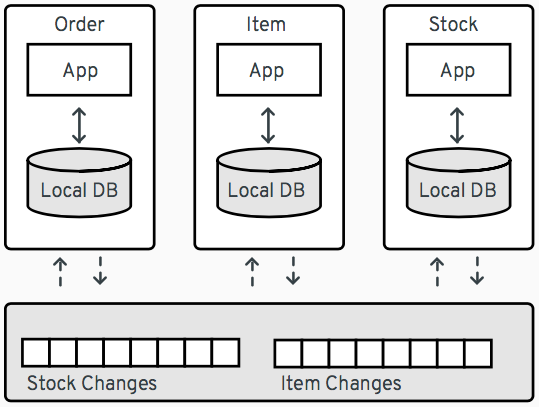 Order
Item
Stock
App
App
App
Local DB
Local DB
Local DB
Stock Changes
Item Changes